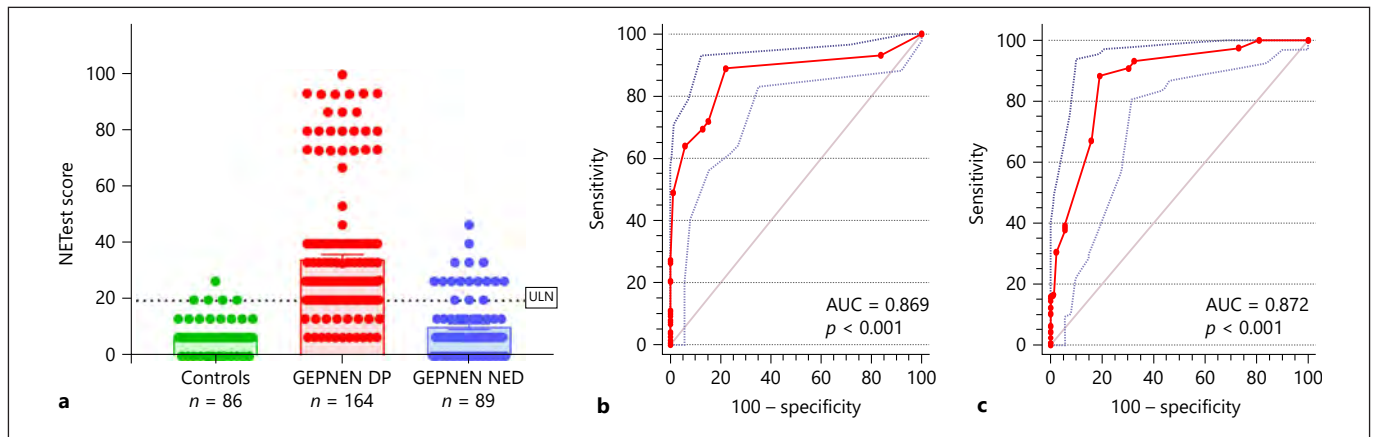 100
80
60
40
20
0
NETest score
ULN
Controls
n = 86
GEPNEN DP
n = 164
GEPNEN NED
n = 89
a
100
80
60
40
20
0
Sensitivity
AUC = 0.869
p < 0.001
0 20 40 60 80 100
100 – specificity
b
100
80
60
40
20
0
Sensitivity
AUC = 0.872
p < 0.001
0 20 40 60 80 100
100 – specificity
c